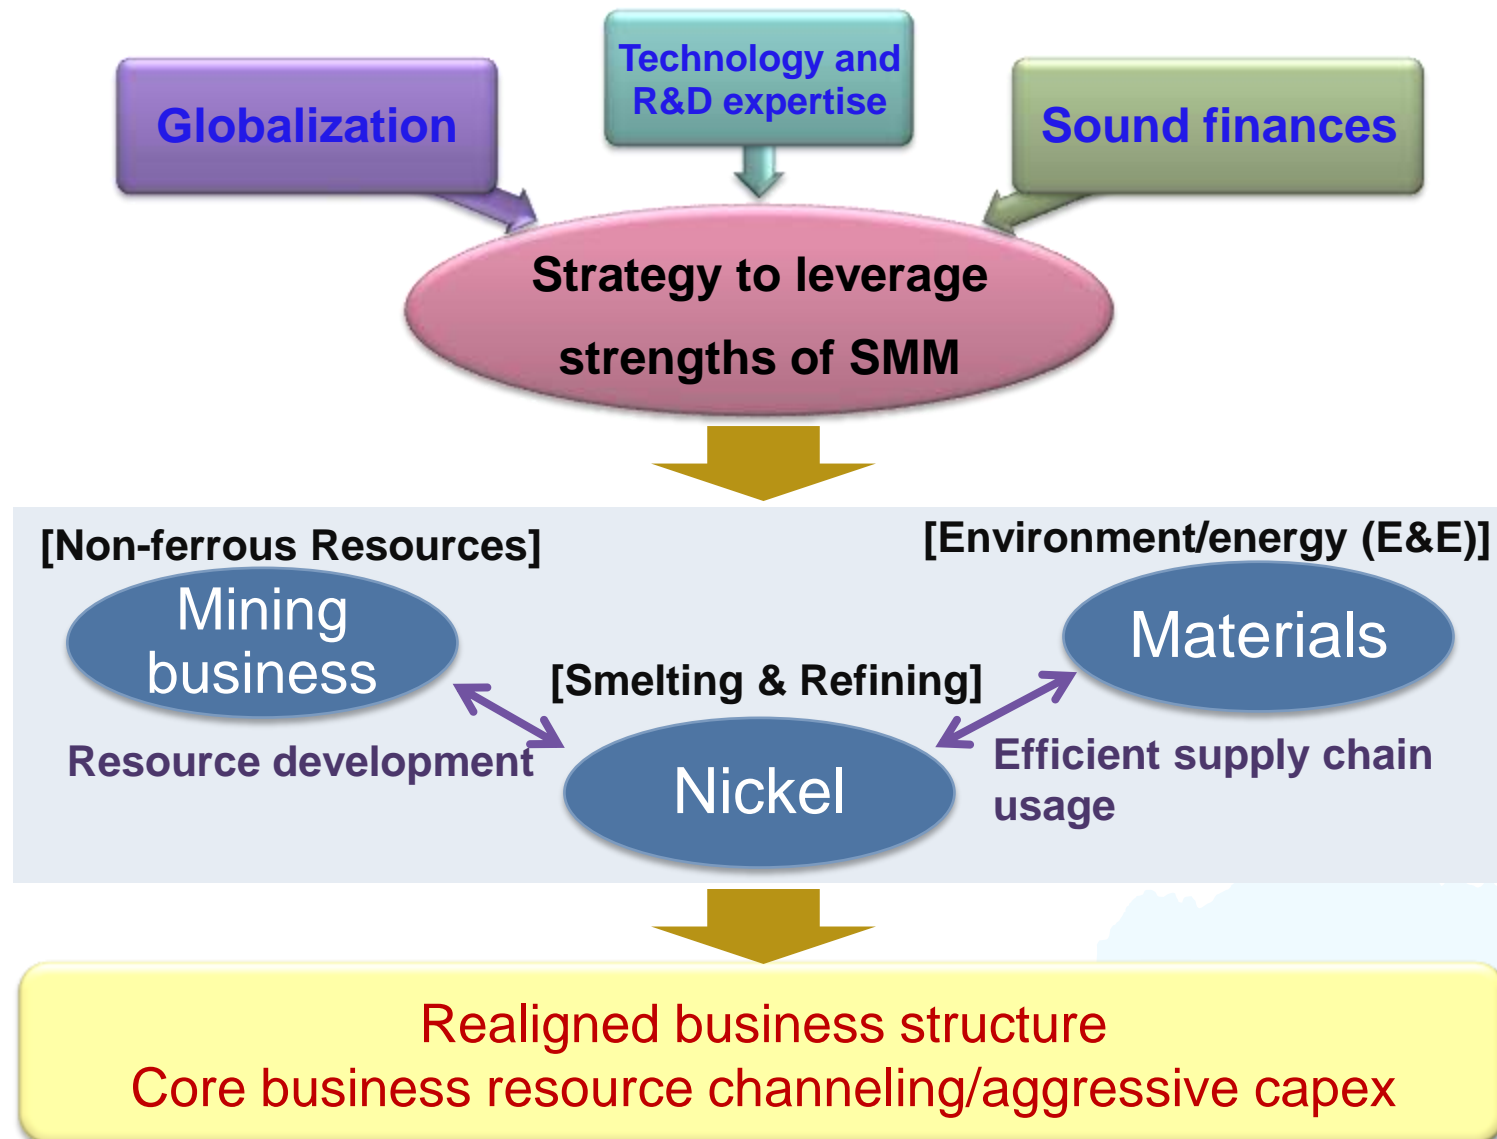 Technology and
R&D expertise
Globalization
Sound finances
Strategy to leverage
strengths of SMM
[Non-ferrous Resources]
[Environment/energy (E&E)]
Mining
business
Materials
[Smelting & Refining]
Resource development
Efficient supply chain
usage
Nickel
Realigned business structure
Core business resource channeling/aggressive capex